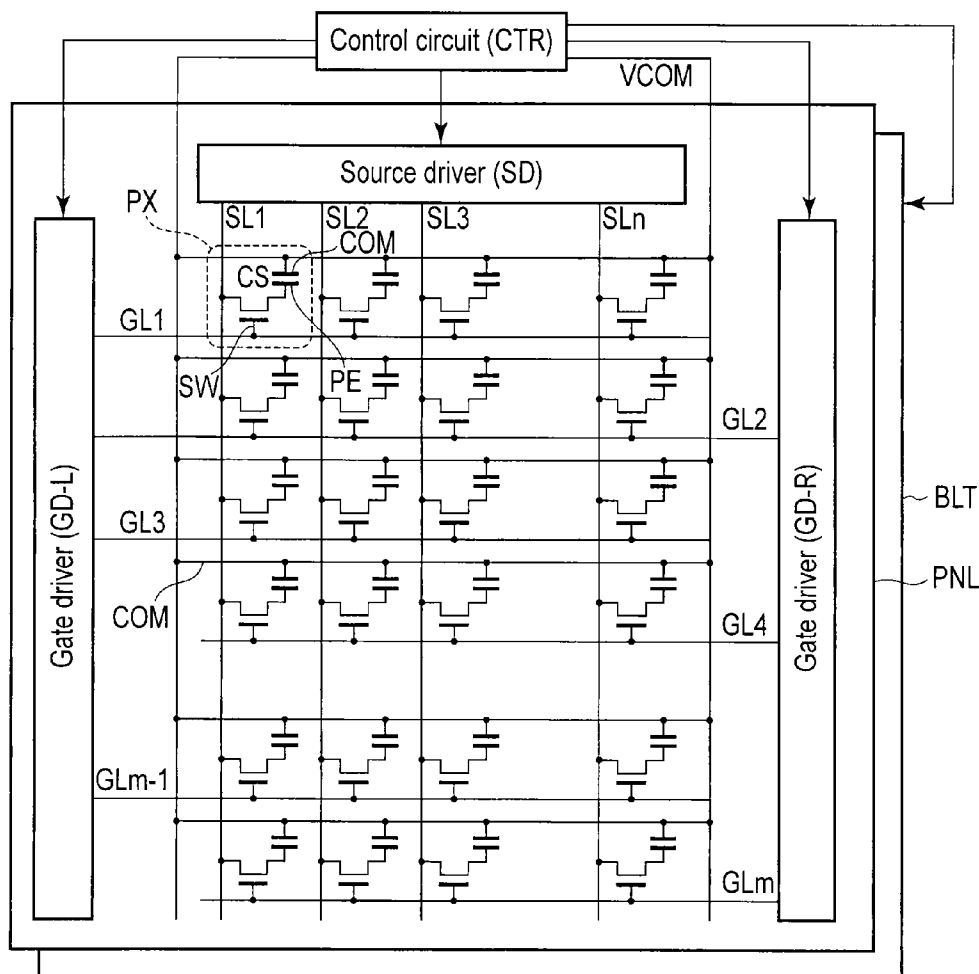 Control circuit (CTR)
VCOM
Source driver (SD)
PX
SL1
SL2
SL3
SLn
COM
CS
GL1
SW
PE
GL2
GL3
COM
GL4
GLm-1
GLm
Gate driver (GD-L)
Gate driver (GD-R)
BLT
PNL